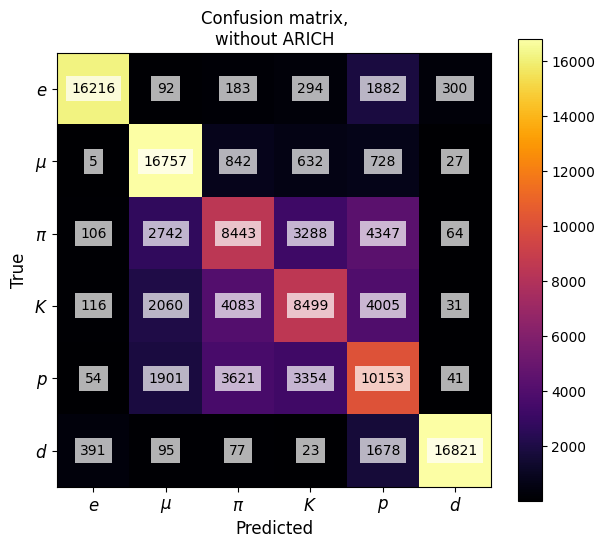 Confusion matrix,
without ARICH
True
e 16216 92 183 294 1882 300
μ 5 16757 842 632 728 27
π 106 2742 8443 3288 4347 64
K 116 2060 4083 8499 4005 31
p 54 1901 3621 3354 10153 41
d 391 95 77 23 1678 16821
e μ π K p d
Predicted
16000
14000
12000
10000
8000
6000
4000
2000